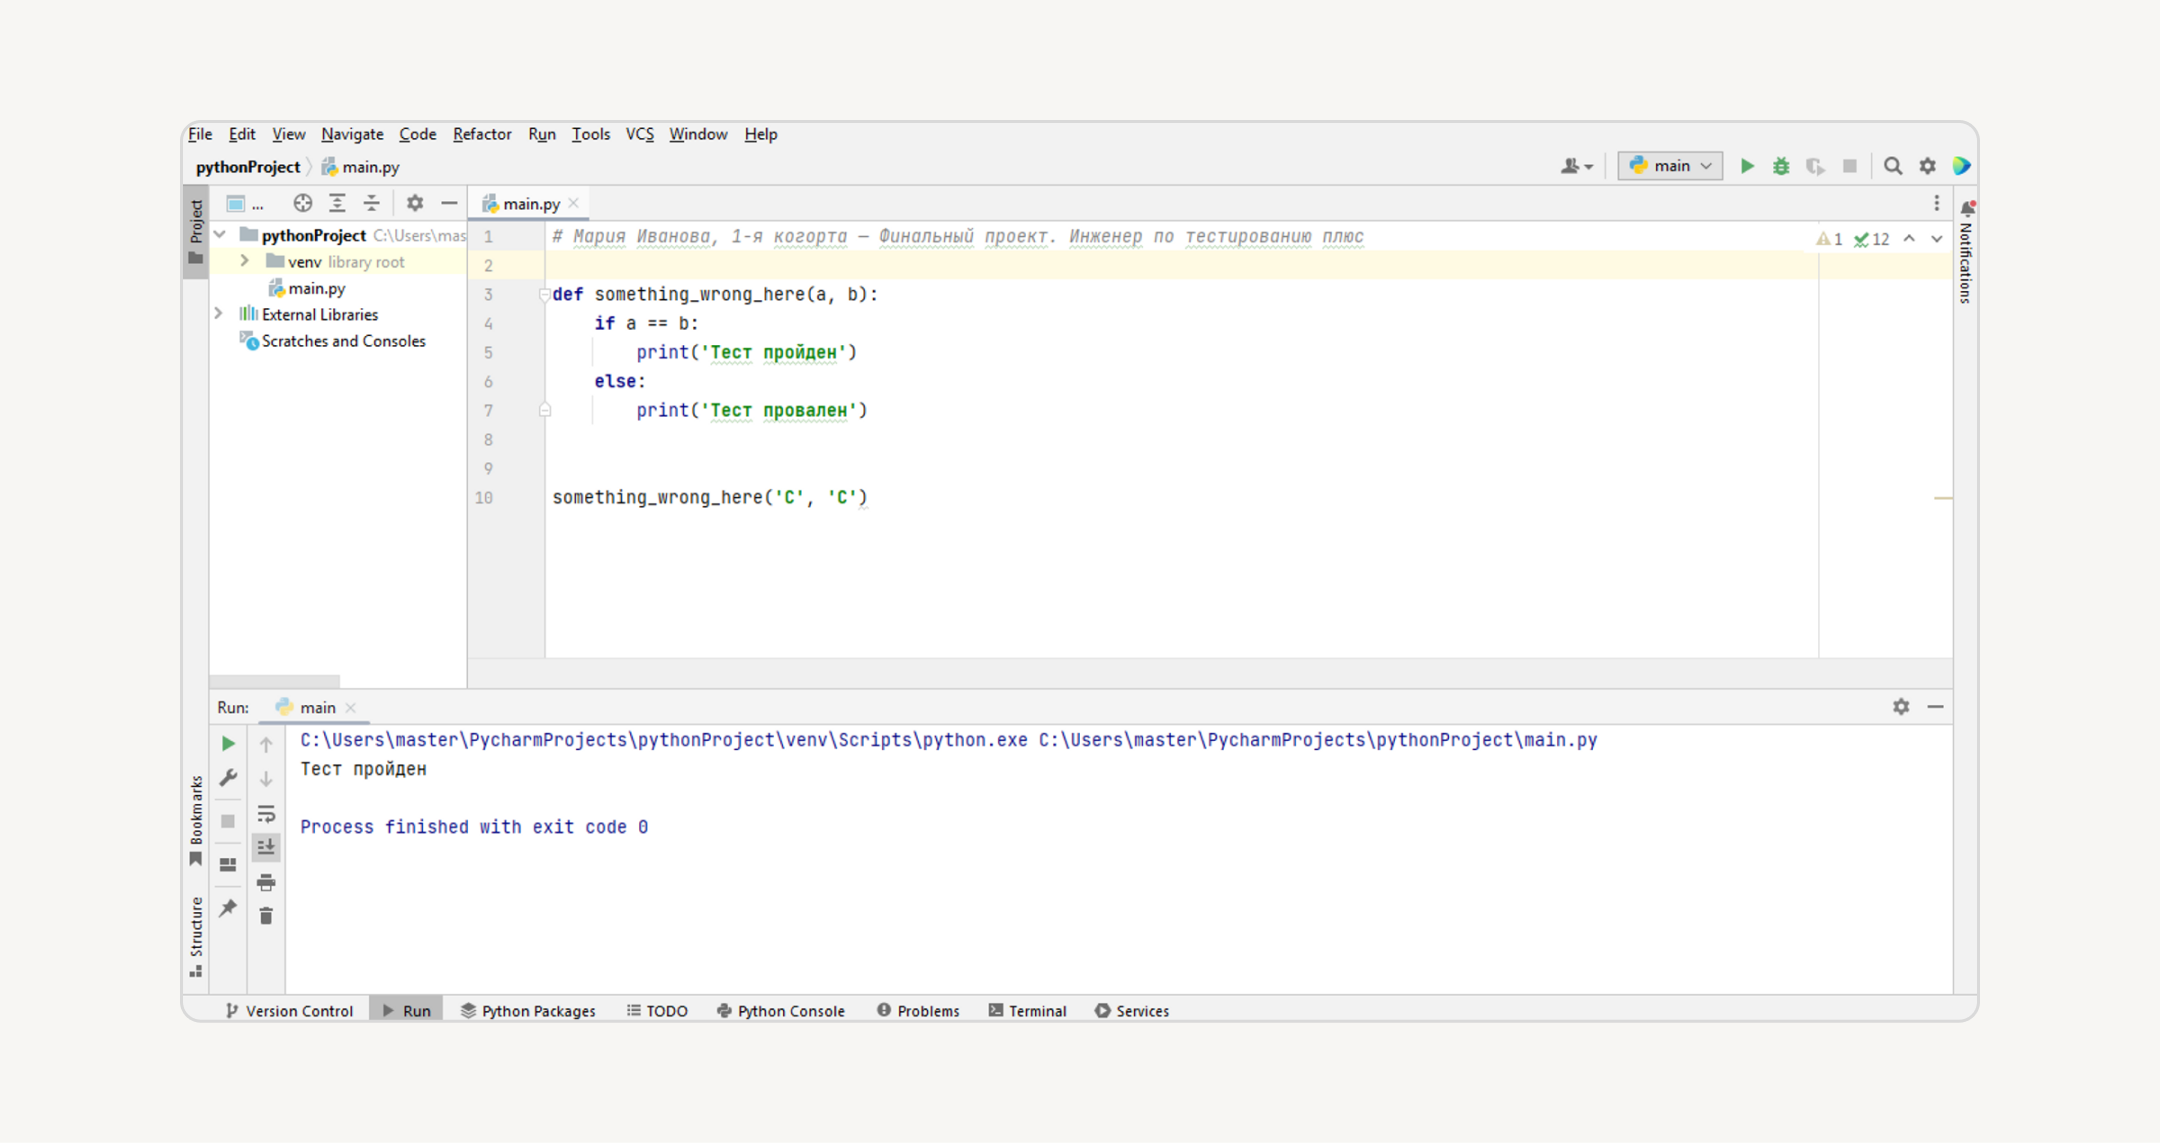 File Edit View Navigate Code Refactor Run Tools VCS Window Help
pythonProject main.py
main
Project
...
main.py
pythonProject C:\Users\mas
venv library root
main.py
External Libraries
Scratches and Consoles
1 # Мария Иванова, 1-я когорта — Финальный проект. Инженер по тестированию плюс
1 12
2
3 def something_wrong_here(a, b):
4 if a == b:
5 print('Тест пройден')
6 else:
7 print('Тест провален')
8
9
10 something_wrong_here('C', 'C')
Notifications
Run: main
C:\Users\master\PycharmProjects\pythonProject\venv\Scripts\python.exe C:\Users\master\PycharmProjects\pythonProject\main.py
Тест пройден
Process finished with exit code 0
Bookmarks
Structure
Version Control Run Python Packages TODO Python Console Problems Terminal Services